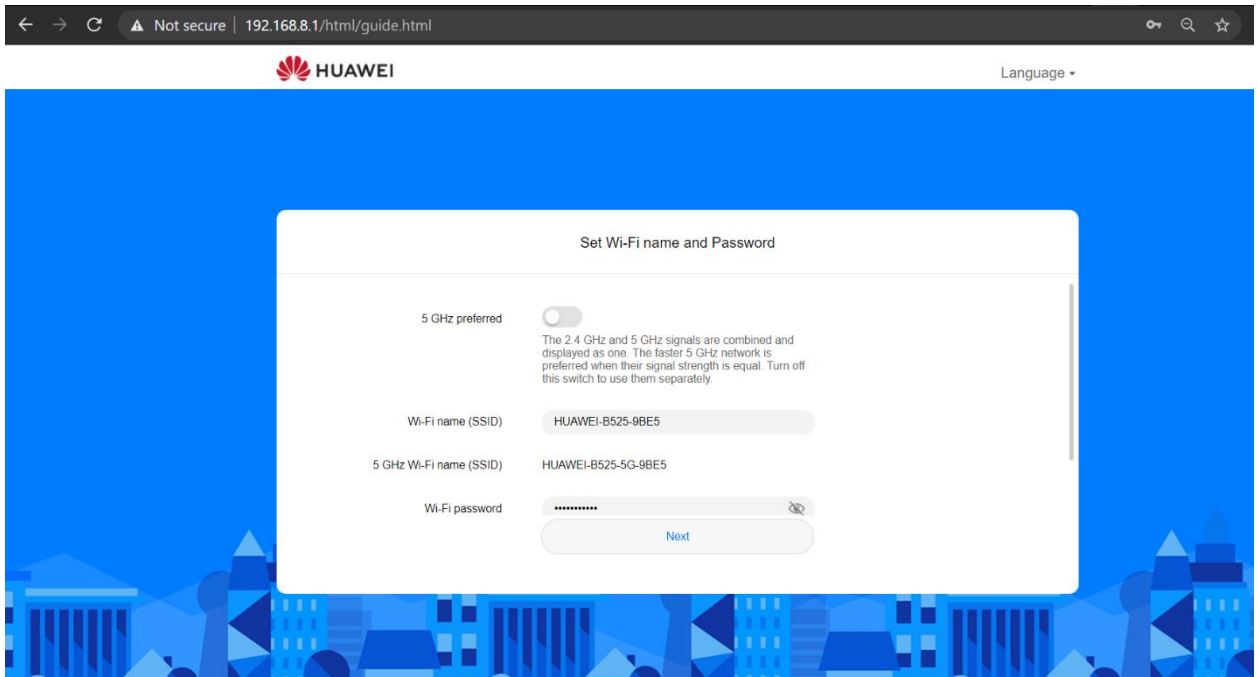 Not secure | 192.168.8.1/html/guide.html
HUAWEI
Language
Set Wi-Fi name and Password
5 GHz preferred
The 2.4 GHz and 5 GHz signals are combined and
displayed as one. The faster 5 GHz network is
preferred when their signal strength is equal. Turn off
this switch to use them separately.
Wi-Fi name (SSID) HUAWEI-B525-9BE5
5 GHz Wi-Fi name (SSID) HUAWEI-B525-5G-9BE5
Wi-Fi password •••••••••••
Next